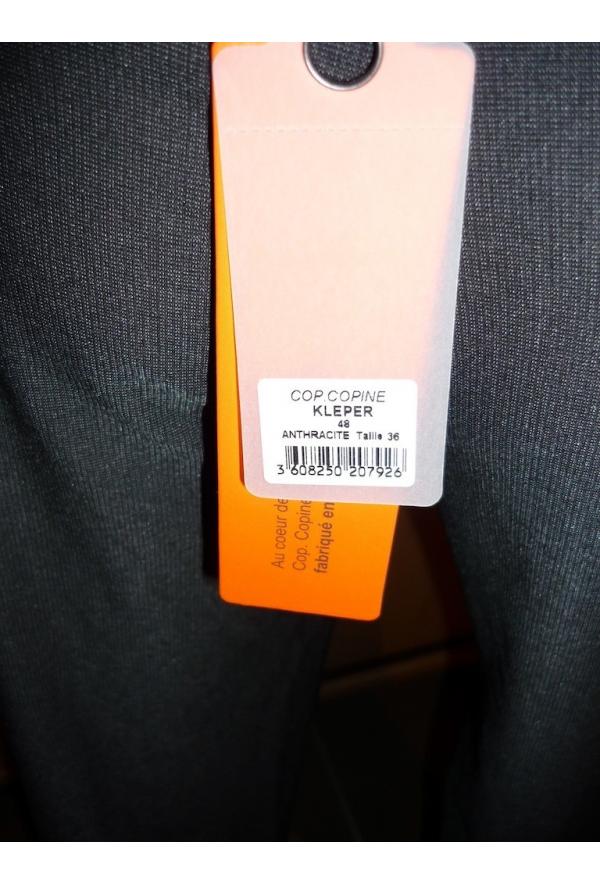 COP.COPINE
KLEPER
48
ANTHRACITE Taille 36
3 608250 207926
Au coeur de
Cop. Copine
fabriqué en